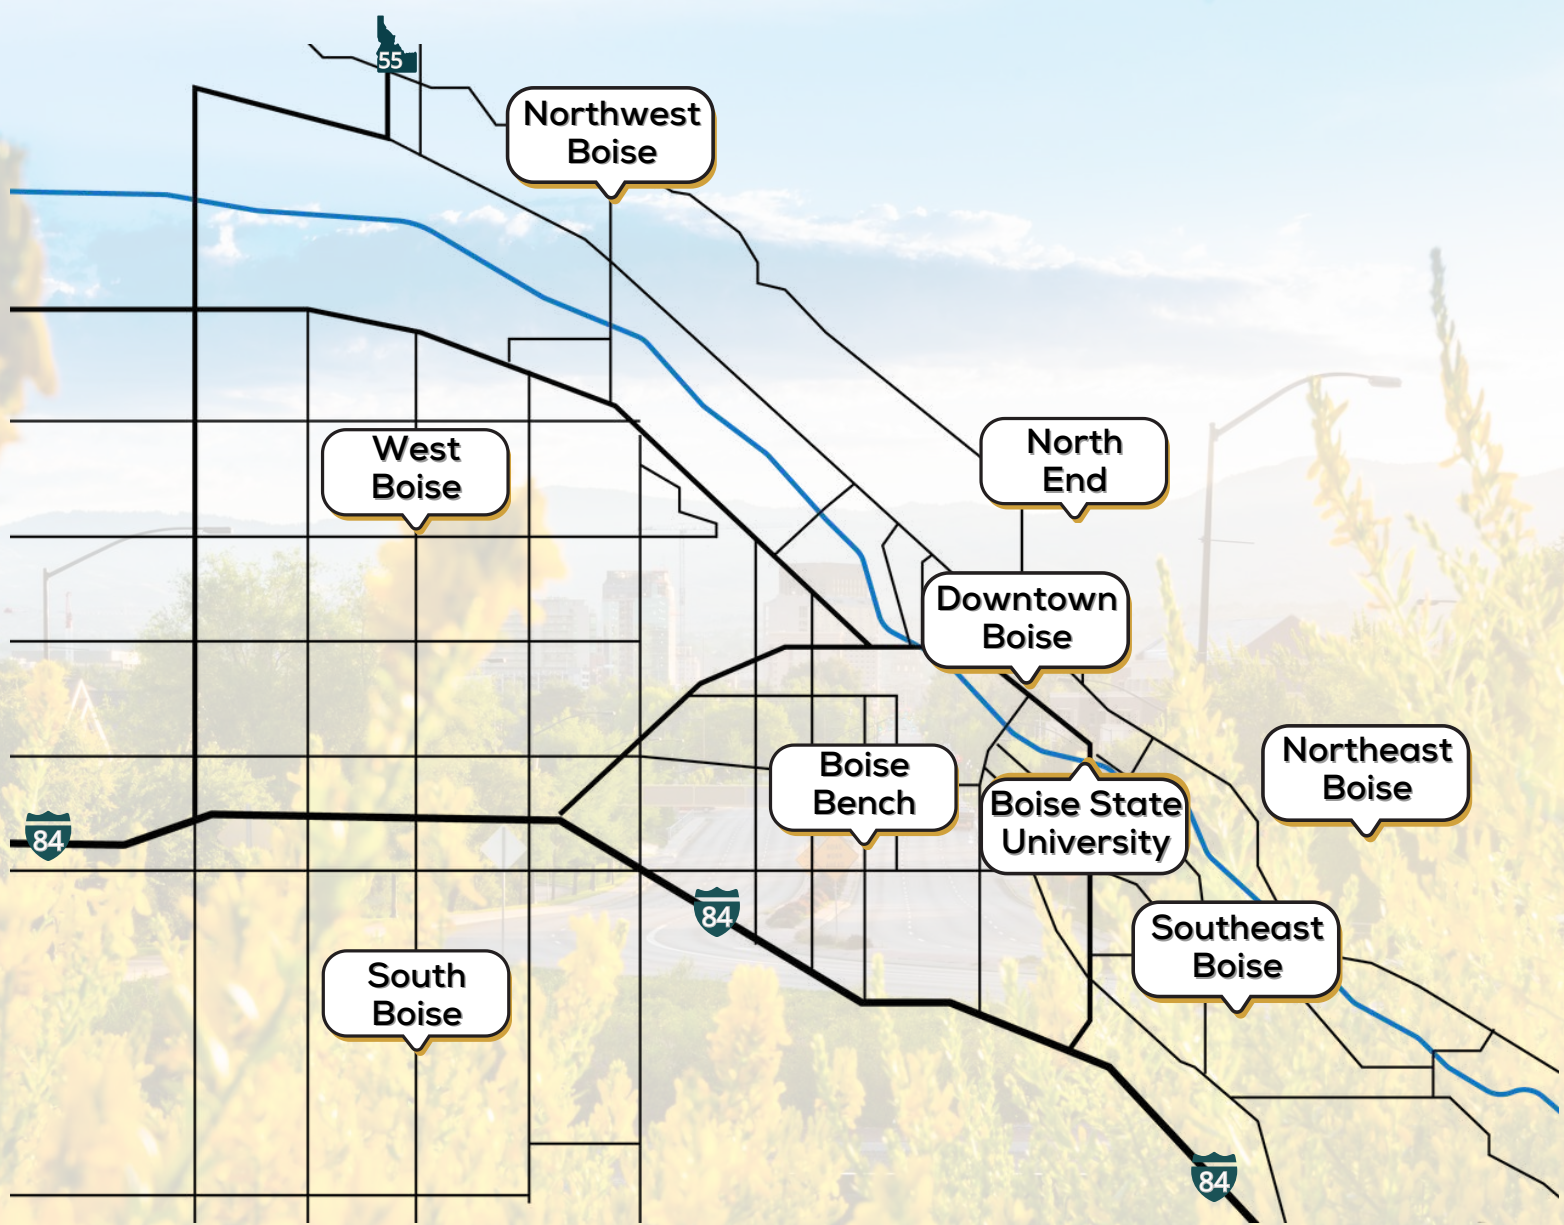 55
Northwest
Boise
West
Boise
North
End
Downtown
Boise
Boise
Bench
Boise State
University
Northeast
Boise
84
84
Southeast
Boise
South
Boise
84